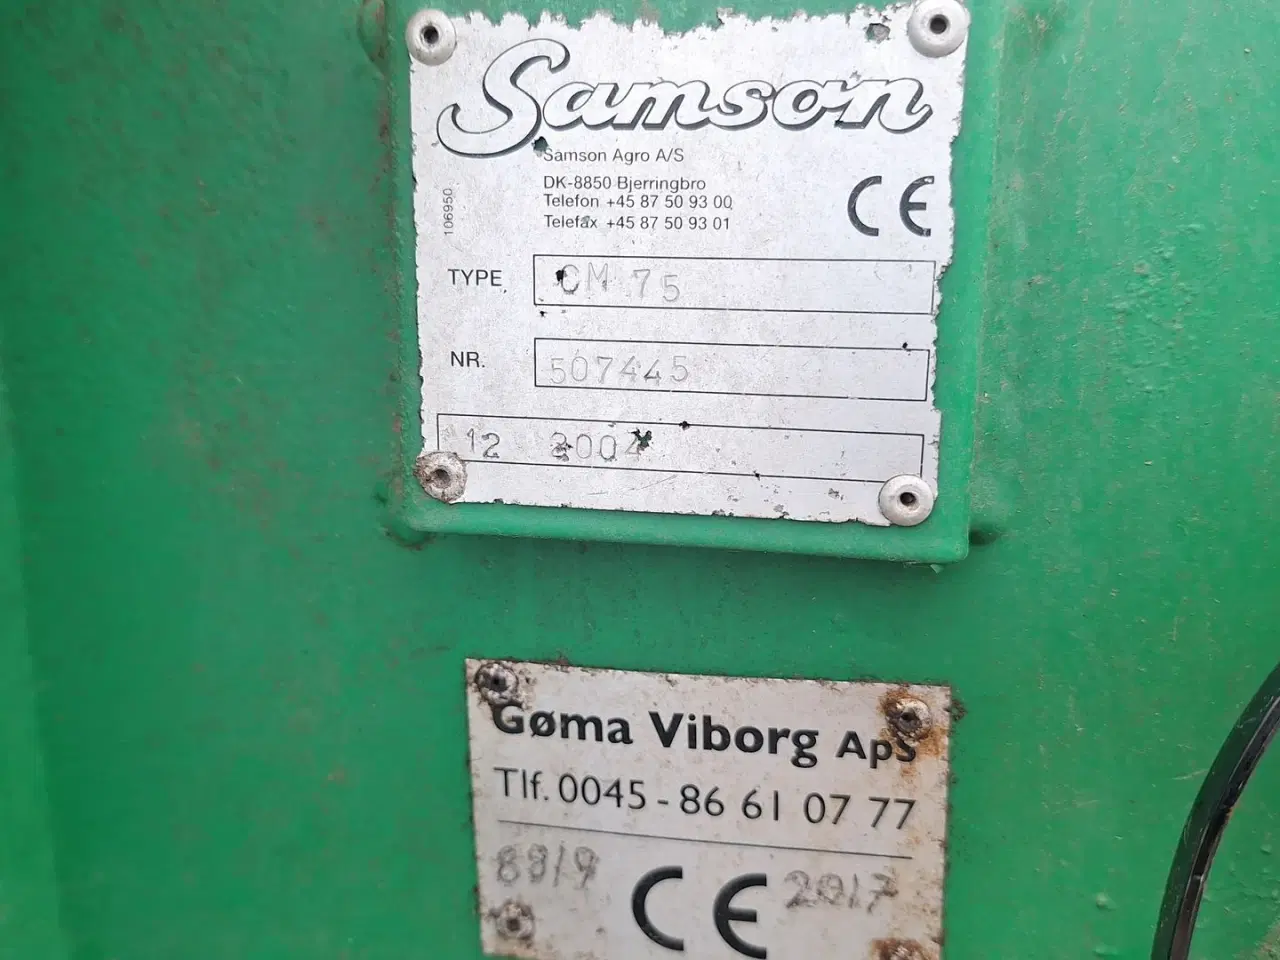 Samson
Samson Agro A/S
DK-8850 Bjerringbro
Telefon +45 87 50 93 00
Telefax +45 87 50 93 01
CE
106950
TYPE CM 75
NR. 507445
12 2004
Gøma Viborg ApS
Tlf. 0045 - 86 61 07 77
8819 CE 2017